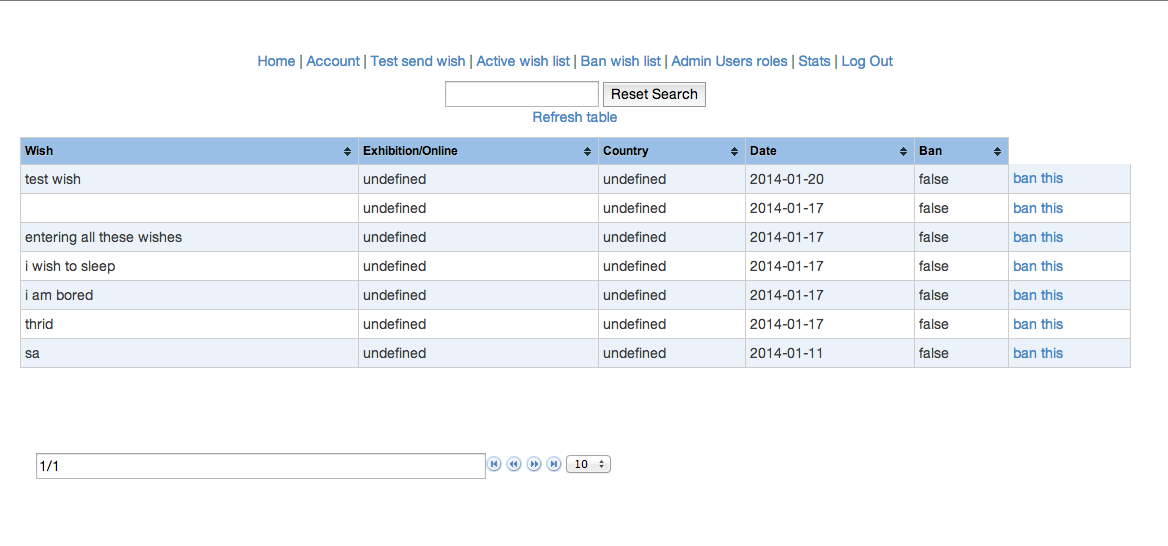 Home | Account | Test send wish | Active wish list | Ban wish list | Admin Users roles | Stats | Log Out
Reset Search
Refresh table
Wish Exhibition/Online Country Date Ban
test wish undefined undefined 2014-01-20 false ban this
undefined undefined 2014-01-17 false ban this
entering all these wishes undefined undefined 2014-01-17 false ban this
i wish to sleep undefined undefined 2014-01-17 false ban this
i am bored undefined undefined 2014-01-17 false ban this
thrid undefined undefined 2014-01-17 false ban this
sa undefined undefined 2014-01-11 false ban this
1/1 10